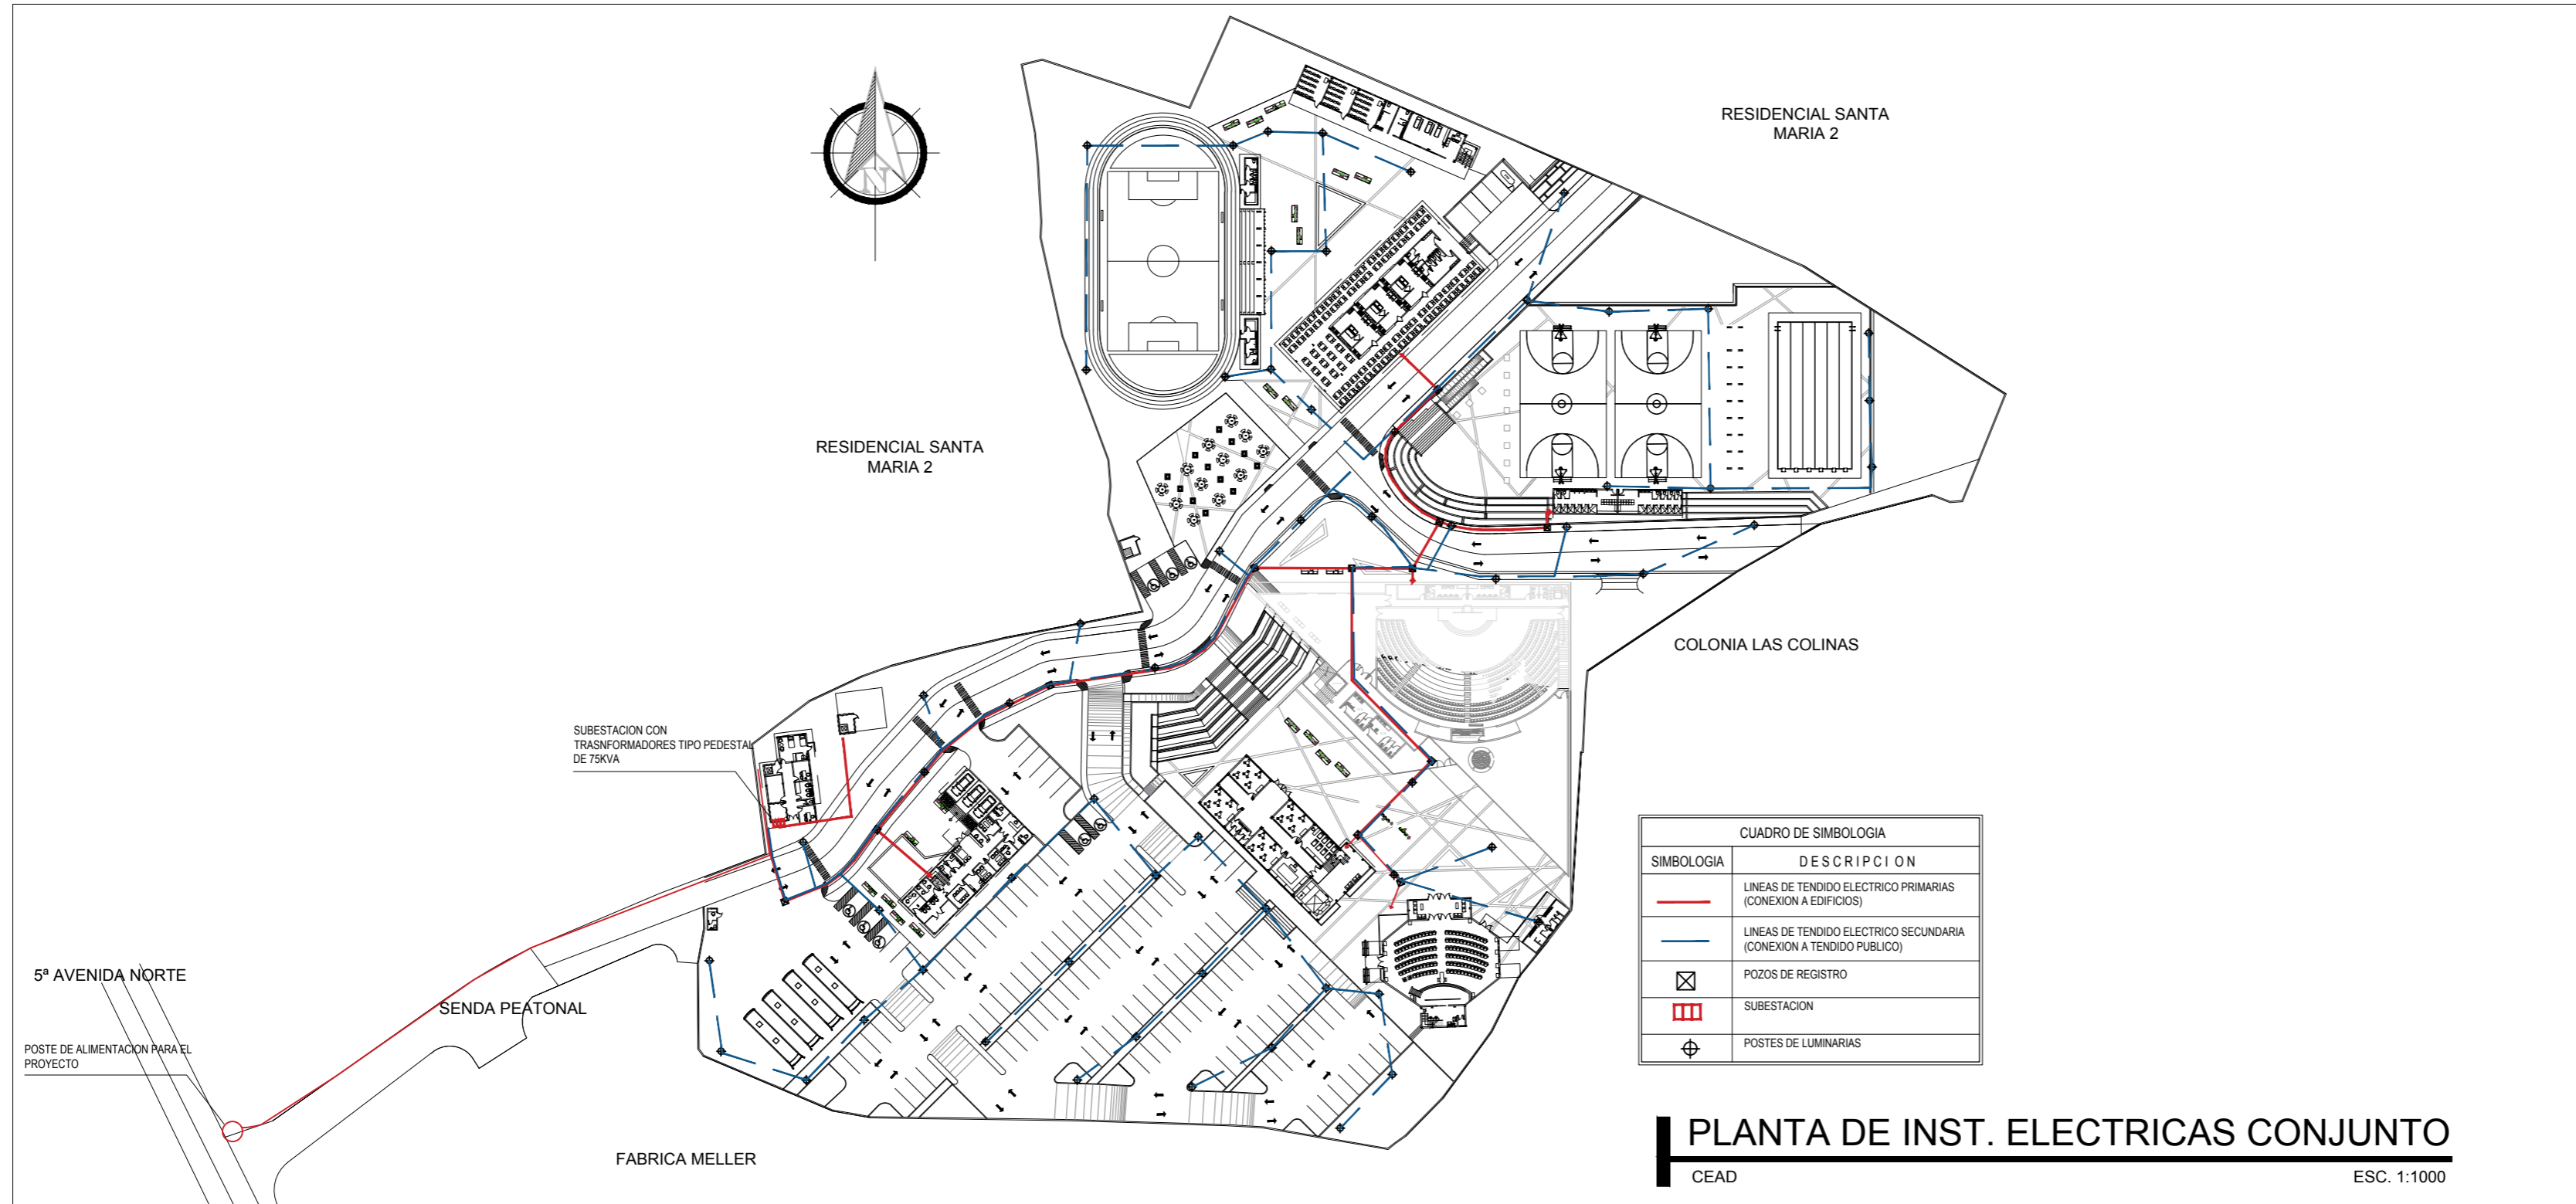 N
RESIDENCIAL SANTA
MARIA 2
RESIDENCIAL SANTA
MARIA 2
COLONIA LAS COLINAS
SUBESTACION CON
TRASNFORMADORES TIPO PEDESTAL
DE 75KVA
5ª AVENIDA NORTE
SENDA PEATONAL
POSTE DE ALIMENTACION PARA EL
PROYECTO
FABRICA MELLER
CUADRO DE SIMBOLOGIA
SIMBOLOGIA
DESCRIPCION
LINEAS DE TENDIDO ELECTRICO PRIMARIAS
(CONEXION A EDIFICIOS)
LINEAS DE TENDIDO ELECTRICO SECUNDARIA
(CONEXION A TENDIDO PUBLICO)
POZOS DE REGISTRO
SUBESTACION
POSTES DE LUMINARIAS
PLANTA DE INST. ELECTRICAS CONJUNTO
CEAD
ESC. 1:1000